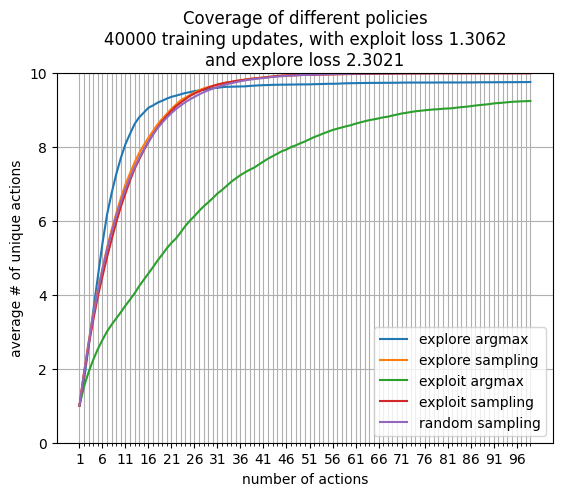 Coverage of different policies
40000 training updates, with exploit loss 1.3062
and explore loss 2.3021
average # of unique actions
10
8
6
4
2
0
explore argmax
explore sampling
exploit argmax
exploit sampling
random sampling
1 6 11 16 21 26 31 36 41 46 51 56 61 66 71 76 81 86 91 96
number of actions